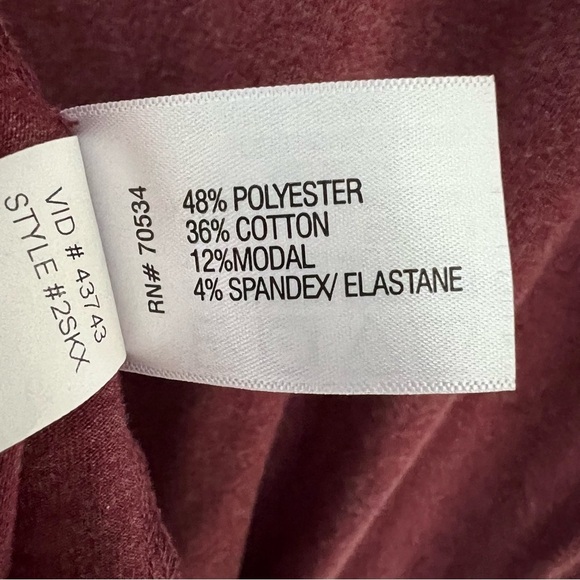 VID # 43743
STYLE #2SKX
RN# 70534
48% POLYESTER
36% COTTON
12%MODAL
4% SPANDEX/ ELASTANE